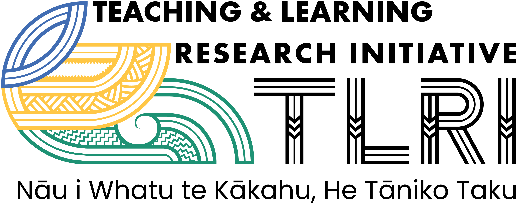 TEACHING & LEARNING
RESEARCH INITIATIVE
TLRI
Nāu i Whatu te Kākahu, He Tāniko Taku